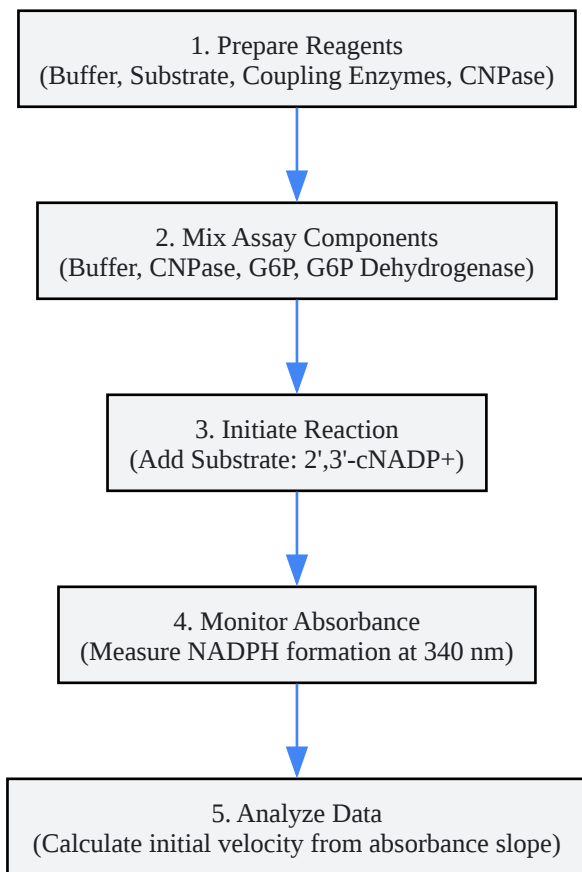 1. Prepare Reagents
(Buffer, Substrate, Coupling Enzymes, CNPase)
2. Mix Assay Components
(Buffer, CNPase, G6P, G6P Dehydrogenase)
3. Initiate Reaction
(Add Substrate: 2',3'-cNADP+)
4. Monitor Absorbance
(Measure NADPH formation at 340 nm)
5. Analyze Data
(Calculate initial velocity from absorbance slope)